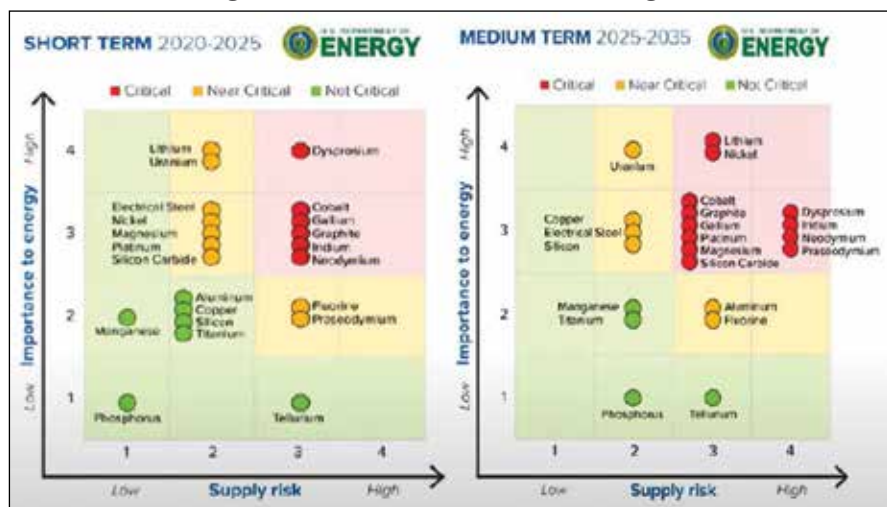 SHORT TERM 2020-2025
U.S. DEPARTMENT OF
ENERGY
Critical Near Critical Not Critical
High
4
Lithium
Uranium
Dysprosium
Importance to energy
3
Electrical Steel
Nickel
Magnesium
Platinum
Silicon Carbide
Cobalt
Gallium
Graphite
Iridium
Neodymium
2
Manganese
Aluminum
Copper
Silicon
Titanium
Fluorine
Praseodymium
Low
1
Phosphorus
Tellurium
1 2 3 4
Low Supply risk High
MEDIUM TERM 2025-2035
U.S. DEPARTMENT OF
ENERGY
Critical Near Critical Not Critical
High
4
Uranium
Lithium
Nickel
Importance to energy
3
Copper
Electrical Steel
Silicon
Cobalt
Graphite
Gallium
Platinum
Magnesium
Silicon Carbide
Dysprosium
Iridium
Neodymium
Praseodymium
2
Manganese
Titanium
Aluminum
Fluorine
Low
1
Phosphorus
Tellurium
1 2 3 4
Low Supply risk High